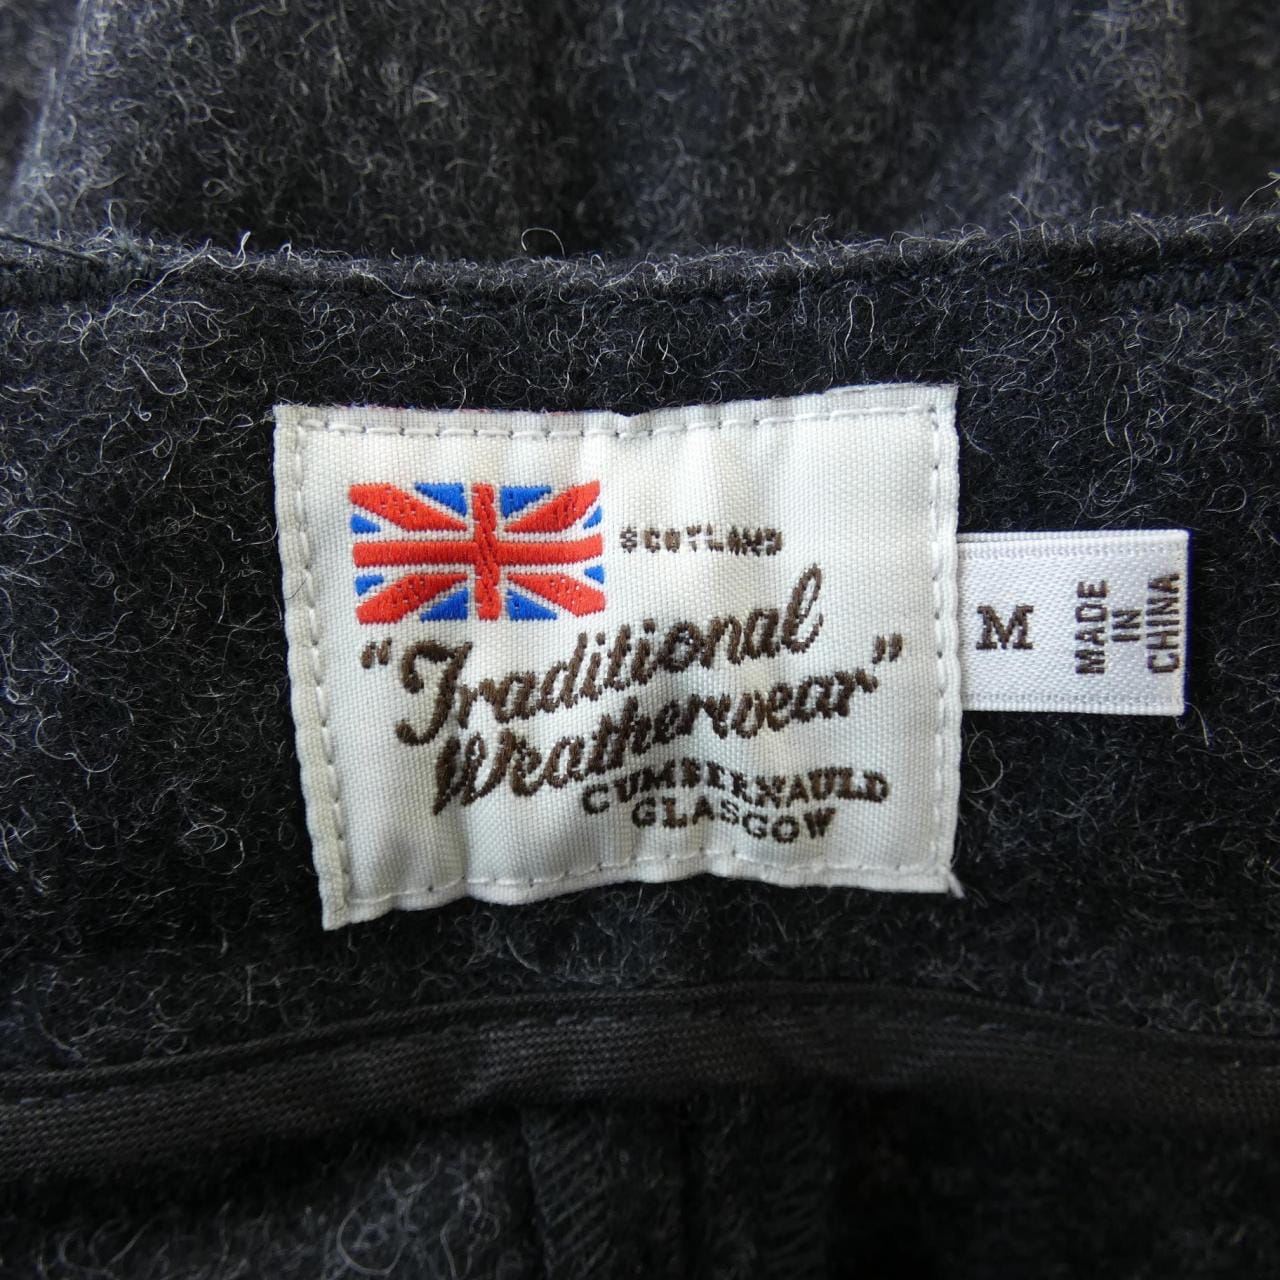 SCOTLAND
"Traditional
Weatherwear"
CUMBERNAULD
GLASGOW
M
MADE
IN
CHINA